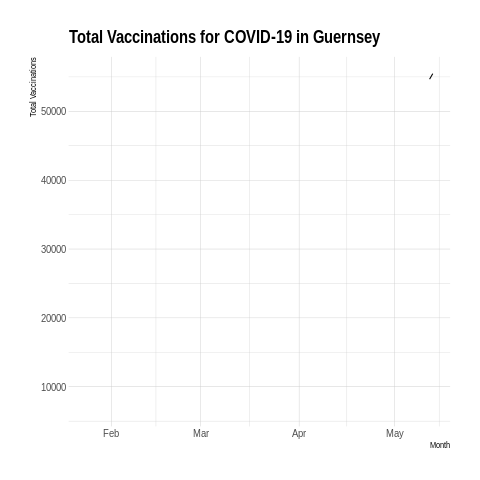 Total Vaccinations for COVID-19 in Guernsey
Total Vaccinations
50000
40000
30000
20000
10000
Feb Mar Apr May
Month